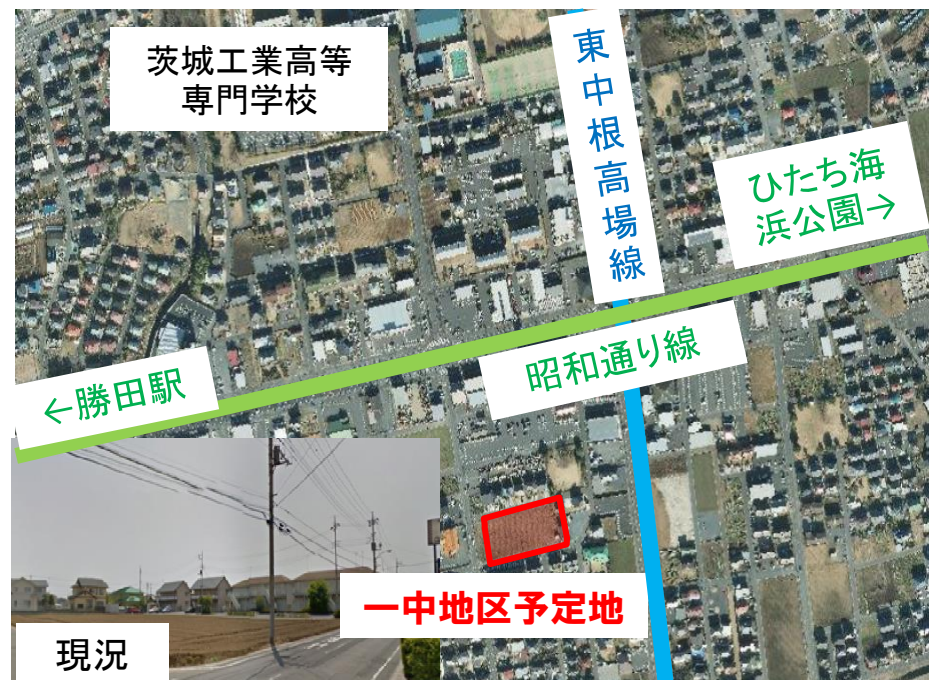 茨城工業高等
専門学校
東中根高場線
ひたち海
浜公園→
昭和通り線
←勝田駅
一中地区予定地
現況